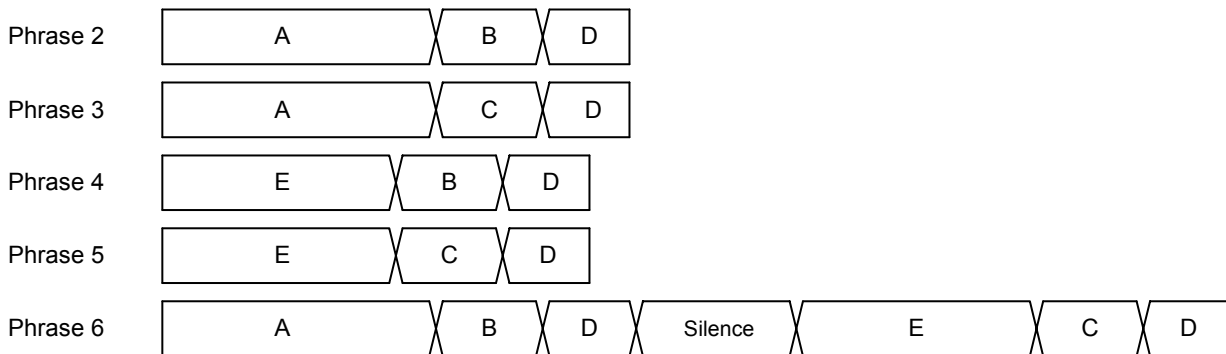 Phrase 2 A B D
Phrase 3 A C D
Phrase 4 E B D
Phrase 5 E C D
Phrase 6 A B D Silence E C D